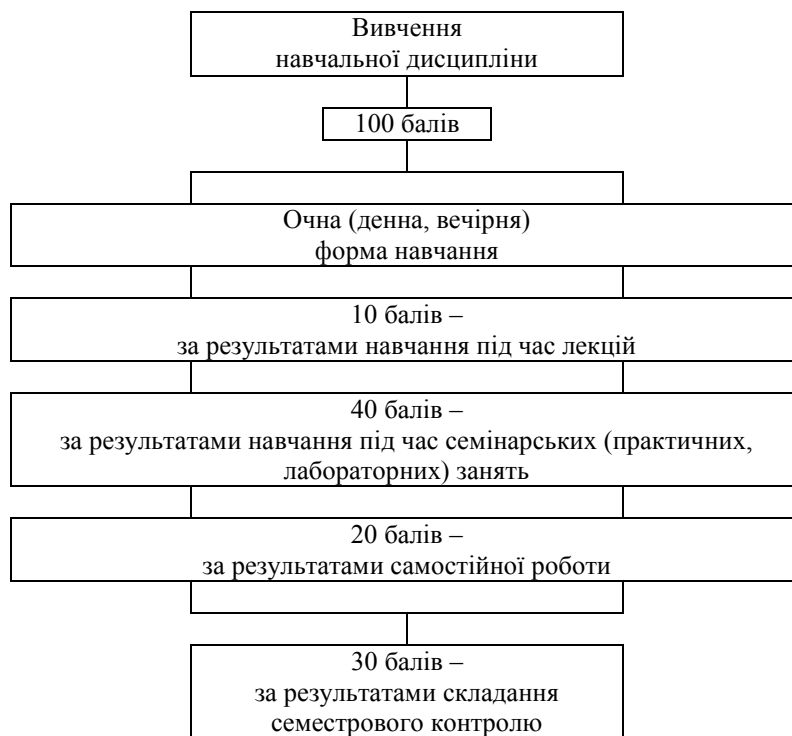 Вивчення
навчальної дисципліни
100 балів
Очна (денна, вечірня)
форма навчання
10 балів –
за результатами навчання під час лекцій
40 балів –
за результатами навчання під час семінарських (практичних,
лабораторних) занять
20 балів –
за результатами самостійної роботи
30 балів –
за результатами складання
семестрового контролю